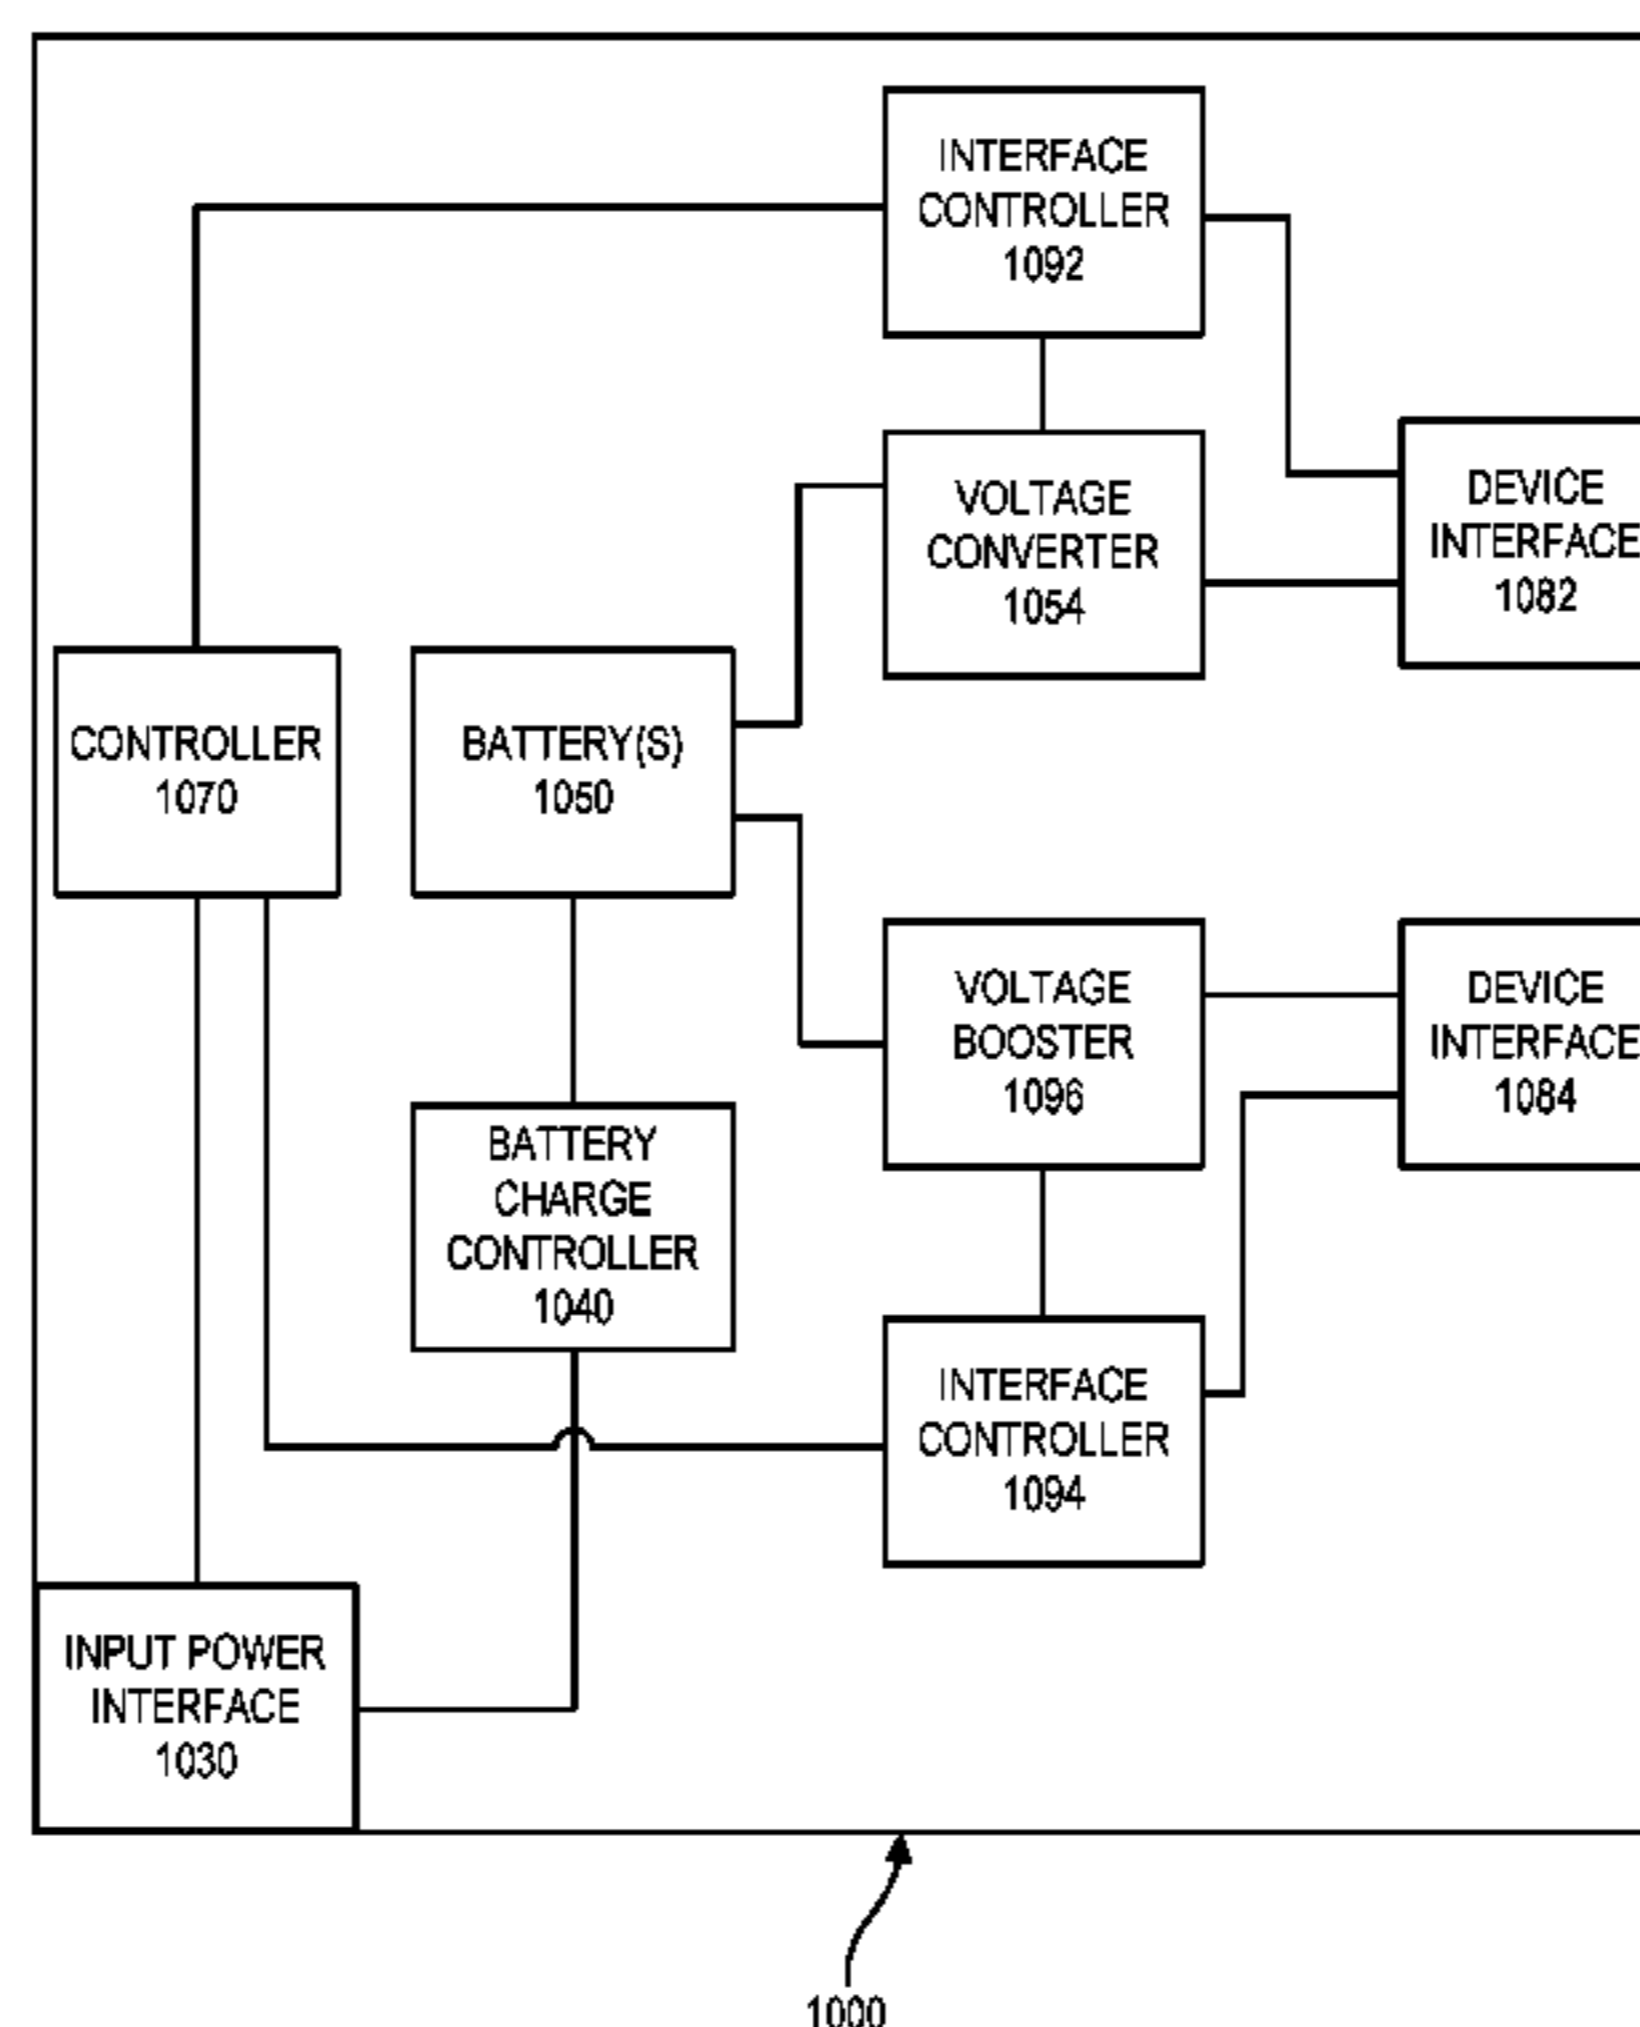 INTERFACE
CONTROLLER
1092
VOLTAGE
CONVERTER
1054
DEVICE
INTERFACE
1082
CONTROLLER
1070
BATTERY(S)
1050
VOLTAGE
BOOSTER
1096
DEVICE
INTERFACE
1084
BATTERY
CHARGE
CONTROLLER
1040
INTERFACE
CONTROLLER
1094
INPUT POWER
INTERFACE
1030
1000